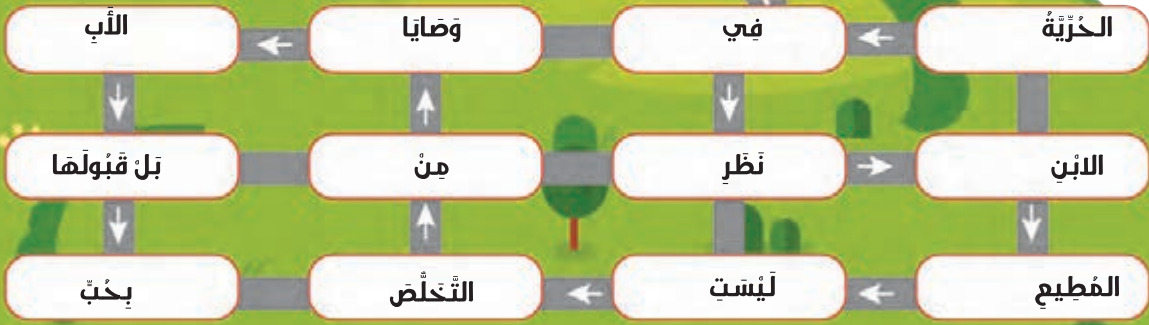 الحُرِّيَّةُ فِي وَصَايَا الأَبِ
الابْنِ نَظَرِ مِنْ بَلْ قَبُولَهَا
المُطِيعِ لَيْسَتِ التَّخَلُّصَ بِحُبٍّ